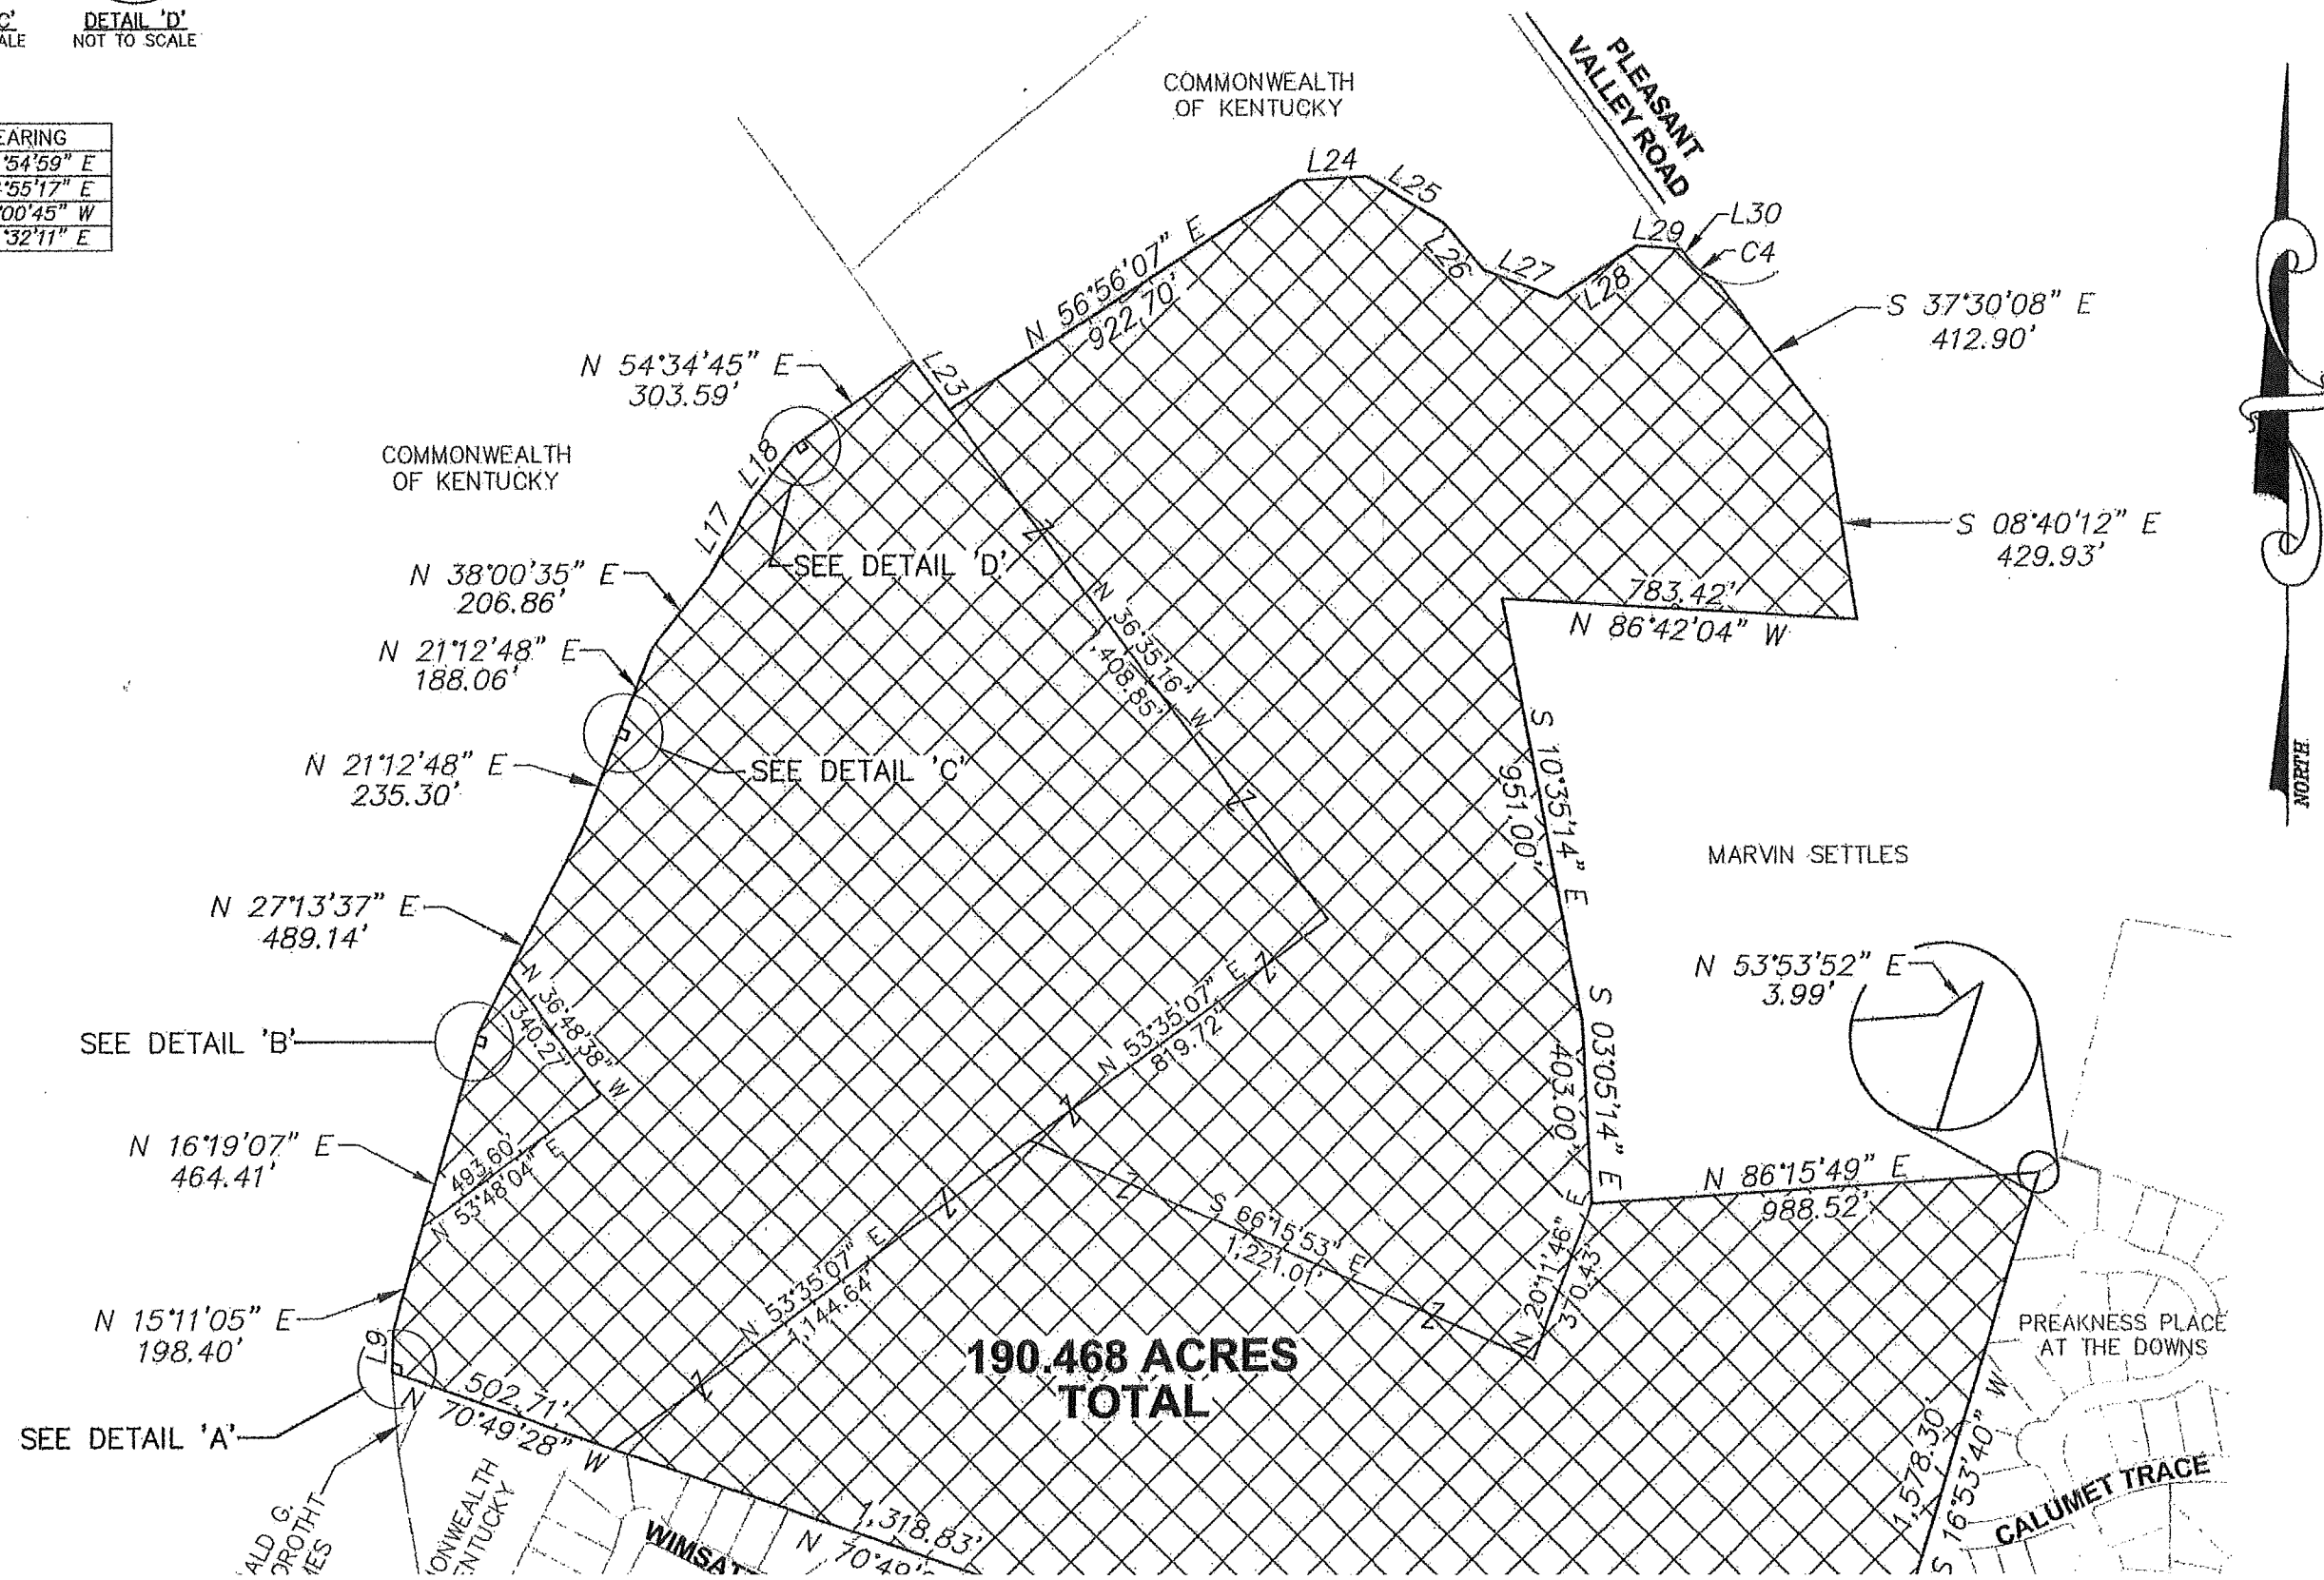 DETAIL 'D'
NOT TO SCALE
'54'59" E
'55'17" E
'00'45" W
'32'11" E
COMMONWEALTH
OF KENTUCKY
PLEASANT
VALLEY ROAD
L24
L25
L26
L27
L28
L29
L30
C4
S 37°30'08" E
412.90'
N 56°56'07" E
922.70'
L23
N 54°34'45" E
303.59'
COMMONWEALTH
OF KENTUCKY
L18
L17
SEE DETAIL 'D'
S 08°40'12" E
429.93'
N 38°00'35" E
206.86'
783.42'
N 86°42'04" W
N 36°35'16" W
,408.85'
N 21°12'48" E
188.06'
SEE DETAIL 'C'
N 21°12'48" E
235.30'
S 10°35'14" E
951.00'
NORTH
MARVIN SETTLES
N 27°13'37" E
489.14'
N 53°53'52" E
3.99'
N 36°48'38" W
340.27'
N 53°35'07" E
819.72'
SEE DETAIL 'B'
S 03°05'14" E
403.00'
N 16°19'07" E
464.41'
493.60'
N 53°48'04" E
N 86°15'49" E
988.52'
S 66°15'53" E
1,221.01'
N 20°11'46" E
370.43'
N 53°35'07" E
1,144.64'
N 15°11'05" E
198.40'
L9
190.468 ACRES
TOTAL
PREAKNESS PLACE
AT THE DOWNS
502.71'
N 70°49'28" W
SEE DETAIL 'A'
1,578.30'
S 16°53'40" W
CALUMET TRACE
1,318.83'
N 70°49'
WIMSAT
ALD G.
OROTHT
MES
ONWEALTH
ENTUCKY